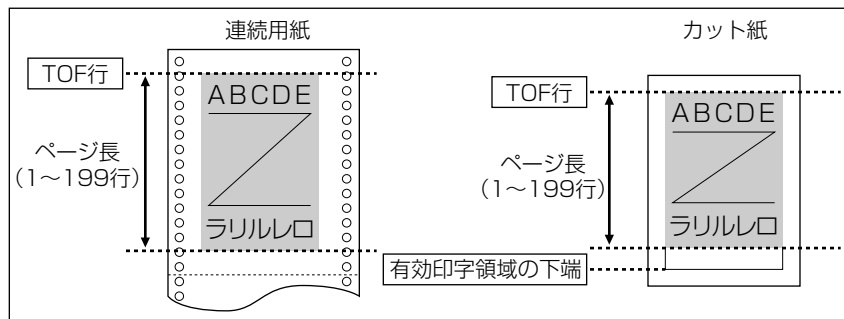 連続用紙
TOF行
ABCDE
ページ長
(1〜199行)
ラリルレロ
カット紙
TOF行
ABCDE
ページ長
(1〜199行)
ラリルレロ
有効印字領域の下端